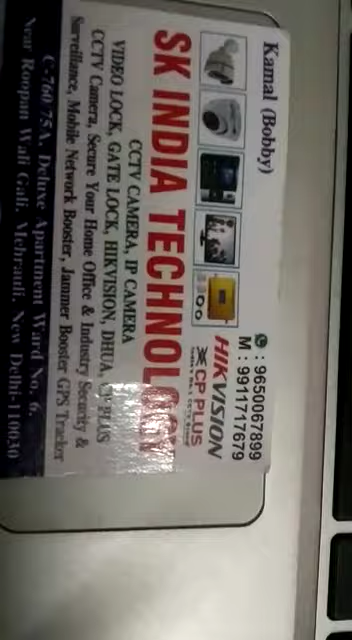 Kamal (Bobby)
: 9650067899
M : 9911717679
HIKVISION
CP PLUS
SK INDIA TECHNOLOGY
CCTV CAMERA, IP CAMERA
VIDEO LOCK, GATE LOCK, HIKVISION, DHUA, CP PLUS
CCTV Camera, Secure Your Home Office & Industry Security &
Surveillance, Mobile Network Booster, Jammer Booster GPS Tracker
C-760/75A, Deluxe Apartment Ward No. 6,
Near Roopan Wali Gali, Mehrauli, New Delhi-110030